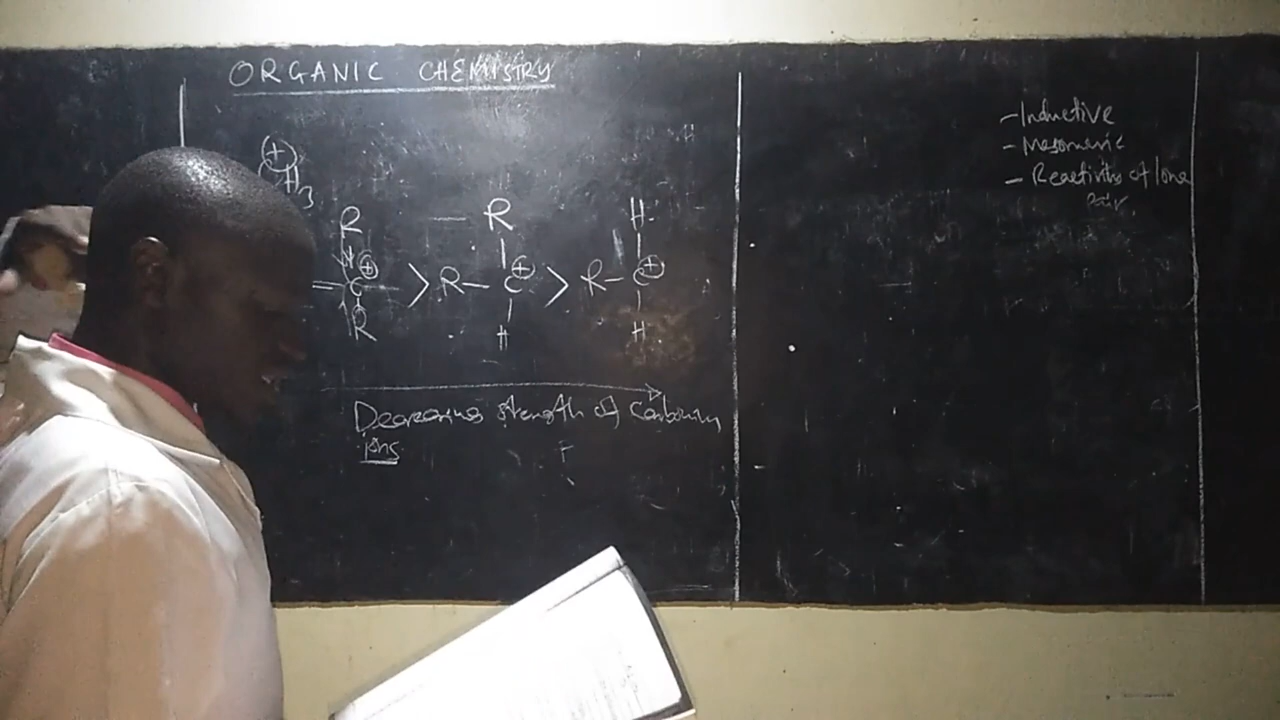 ORGANIC CHEMISTRY
+
CH3
R R H
C + > R – C + > R – C +
R H H
Decreasing strength of Carbonium
ions
– Inductive
– Mesomeric
– Reactivity of lone
Pair